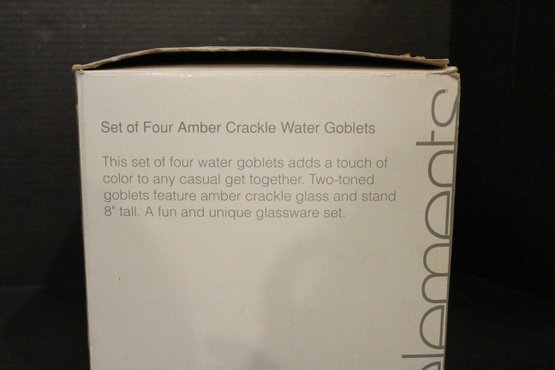 Set of Four Amber Crackle Water Goblets
This set of four water goblets adds a touch of
color to any casual get together. Two-toned
goblets feature amber crackle glass and stand
8" tall. A fun and unique glassware set.
elements